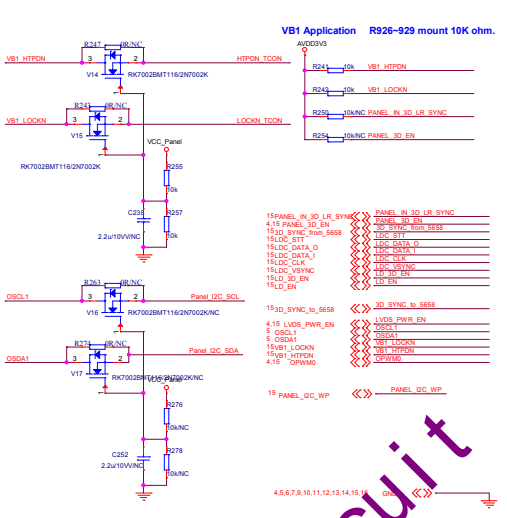 VB1 Application R926~929 mount 10K ohm.
R247 0R/NC
VB1_HTPDN 3 2 HTPDN_TCON
V14 RK7002BMT116/2N7002K
1
R243 0R/NC
VB1_LOCKN 3 2 LOCKN_TCON
V15
RK7002BMT116/2N7002K
1
VCC_Panel
R255
10k
C238
R257
2.2u/10V/NC
10k
AVDD3V3
R241 10k VB1_HTPDN
R242 10k VB1_LOCKN
R250 10k/NC PANEL_IN_3D_LR_SYNC
R254 10k/NC PANEL_3D_EN
15 PANEL_IN_3D_LR_SYNC PANEL_IN_3D_LR_SYNC
4,15 PANEL_3D_EN PANEL_3D_EN
15 3D_SYNC_from_5658 3D_SYNC_from_5658
15 LDC_STT LDC_STT
15 LDC_DATA_O LDC_DATA_O
15 LDC_DATA_I LDC_DATA_I
15 LDC_CLK LDC_CLK
15 LDC_VSYNC LDC_VSYNC
15 LD_3D_EN LD_3D_EN
15 LD_EN LD_EN
15 3D_SYNC_to_5658 3D_SYNC_to_5658
4,15 LVDS_PWR_EN LVDS_PWR_EN
5 OSCL1 OSCL1
5 OSDA1 OSDA1
15 VB1_LOCKN VB1_LOCKN
15 VB1_HTPDN VB1_HTPDN
4,15 OPWM0 OPWM0
15 PANEL_I2C_WP PANEL_I2C_WP
4,5,6,7,9,10,11,12,13,14,15,16 GND
R263 0R/NC
OSCL1 3 2 Panel_I2C_SCL
V16 RK7002BMT116/2N7002K/NC
1
R274 0R/NC
OSDA1 3 2 Panel_I2C_SDA
V17 RK7002BMT116/2N7002K/NC
1
VCC_Panel
R276
10k/NC
C252
R278
2.2u/10V/NC
10k/NC